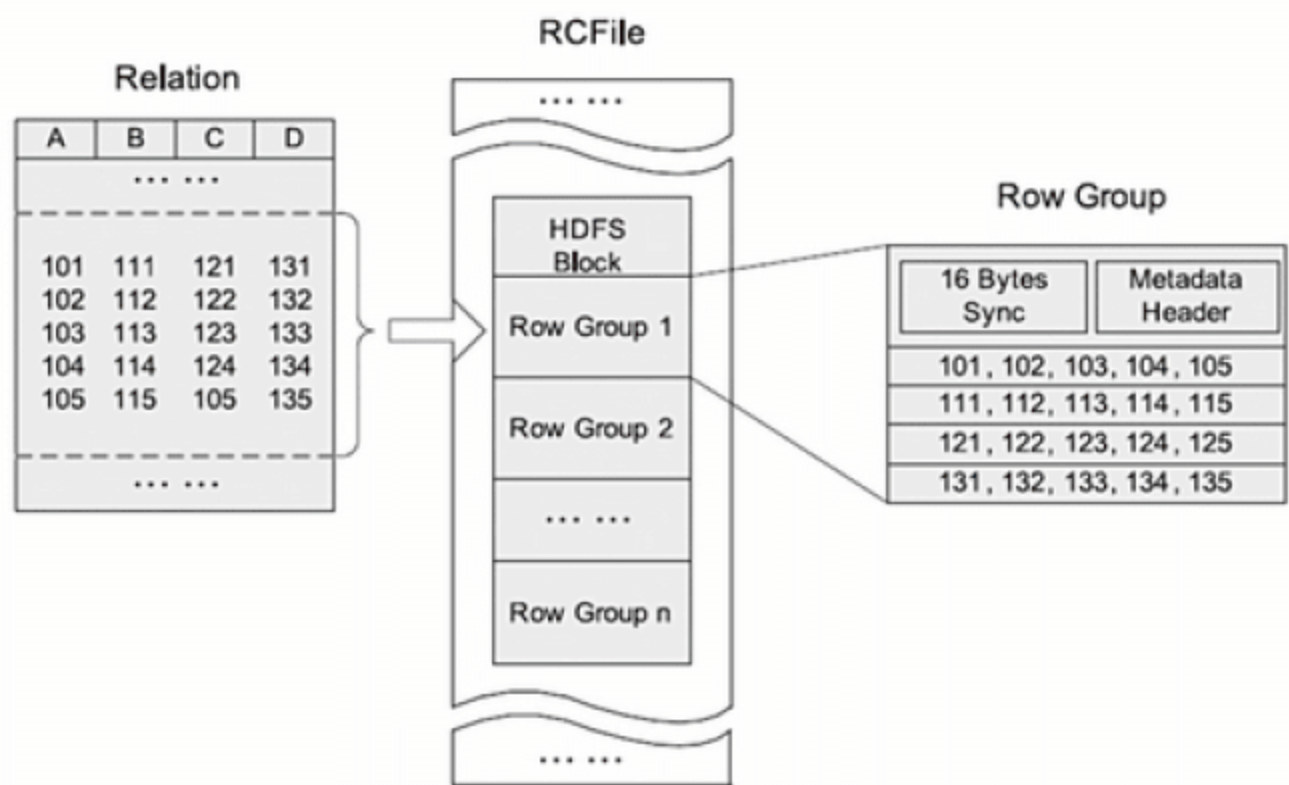 RCFile
Relation
A B C D
... ...
101 111 121 131
102 112 122 132
103 113 123 133
104 114 124 134
105 115 105 135
... ...
... ...
HDFS
Block
Row Group 1
Row Group 2
... ...
Row Group n
... ...
Row Group
16 Bytes
Sync
Metadata
Header
101, 102, 103, 104, 105
111, 112, 113, 114, 115
121, 122, 123, 124, 125
131, 132, 133, 134, 135